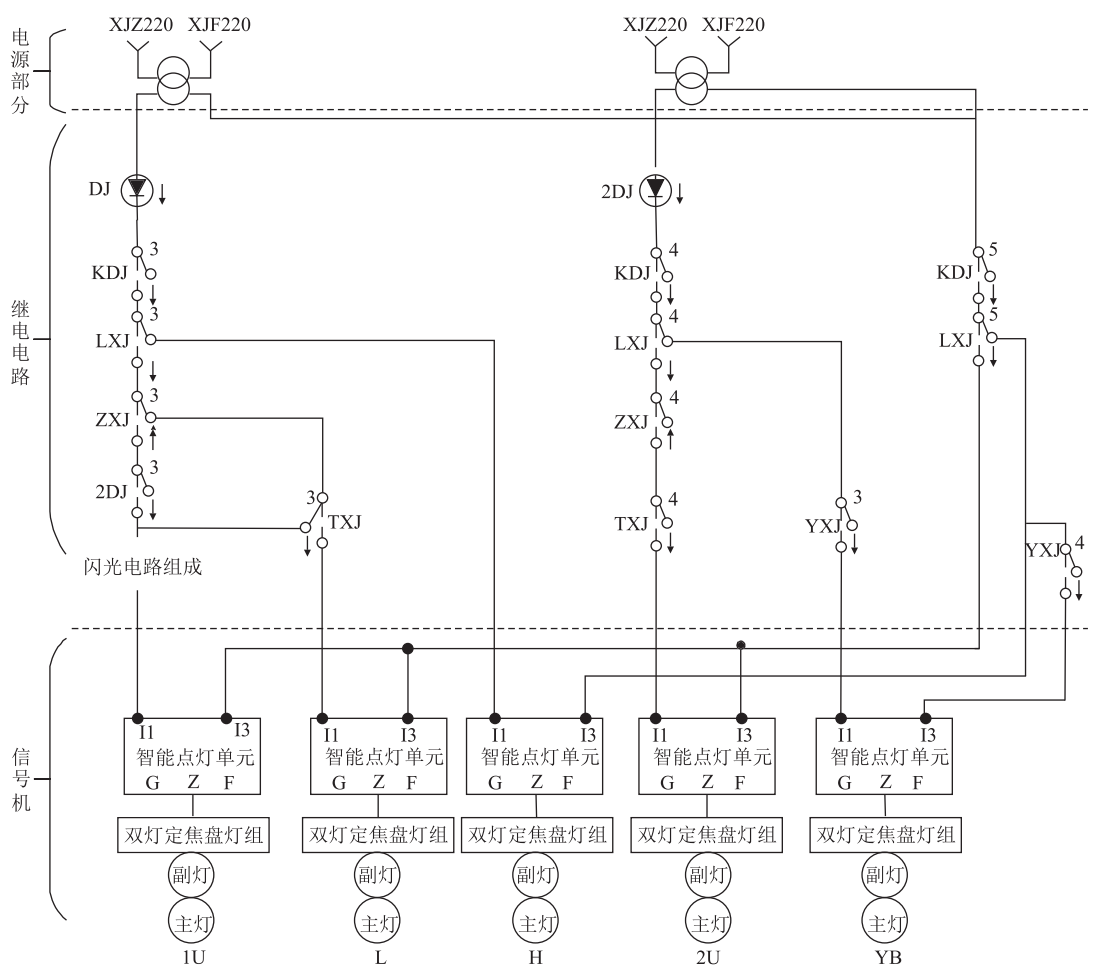 XJZ220 XJF220 XJZ220 XJF220
电源部分
DJ
2DJ
3
KDJ
4
KDJ
5
KDJ
3
LXJ
4
LXJ
5
LXJ
继电电路
3
ZXJ
4
ZXJ
3
2DJ
3
TXJ
4
TXJ
3
YXJ
4
YXJ
闪光电路组成
信号机
I1 I3 I1 I3 I1 I3 I1 I3 I1 I3
智能点灯单元 智能点灯单元 智能点灯单元 智能点灯单元 智能点灯单元
G Z F G Z F G Z F G Z F G Z F
双灯定焦盘灯组 双灯定焦盘灯组 双灯定焦盘灯组 双灯定焦盘灯组 双灯定焦盘灯组
副灯 副灯 副灯 副灯 副灯
主灯 主灯 主灯 主灯 主灯
1U L H 2U YB